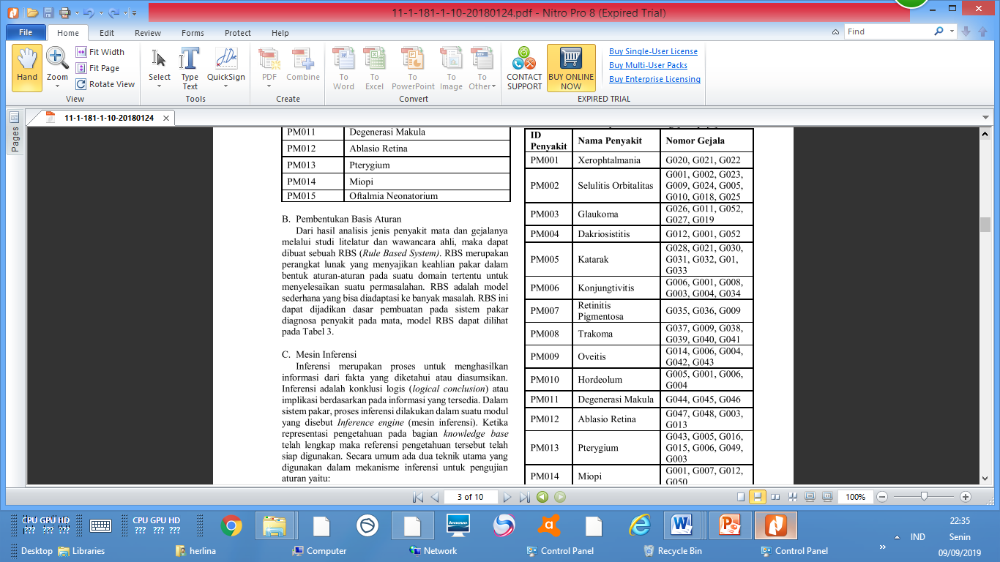 11-1-181-1-10-20180124.pdf - Nitro Pro 8 (Expired Trial)
File Home Edit Review Forms Protect Help
Find
Hand
Zoom
Fit Width
Fit Page
Rotate View
View
Select
Type Text
QuickSign
Tools
PDF
Combine
Create
To Word
To Excel
To PowerPoint
To Image
To Other
Convert
CONTACT SUPPORT
BUY ONLINE NOW
Buy Single-User License
Buy Multi-User Packs
Buy Enterprise Licensing
EXPIRED TRIAL
Pages
11-1-181-1-10-20180124
PM011 Degenerasi Makula
PM012 Ablasio Retina
PM013 Pterygium
PM014 Miopi
PM015 Oftalmia Neonatorium
B. Pembentukan Basis Aturan
Dari hasil analisis jenis penyakit mata dan gejalanya
melalui studi litelatur dan wawancara ahli, maka dapat
dibuat sebuah RBS (Rule Based System). RBS merupakan
perangkat lunak yang menyajikan keahlian pakar dalam
bentuk aturan-aturan pada suatu domain tertentu untuk
menyelesaikan suatu permasalahan. RBS adalah model
sederhana yang bisa diadaptasi ke banyak masalah. RBS ini
dapat dijadikan dasar pembuatan pada sistem pakar
diagnosa penyakit pada mata, model RBS dapat dilihat
pada Tabel 3.
C. Mesin Inferensi
Inferensi merupakan proses untuk menghasilkan
informasi dari fakta yang diketahui atau diasumsikan.
Inferensi adalah konklusi logis (logical conclusion) atau
implikasi berdasarkan pada informasi yang tersedia. Dalam
sistem pakar, proses inferensi dilakukan dalam suatu modul
yang disebut Inference engine (mesin inferensi). Ketika
representasi pengetahuan pada bagian knowledge base
telah lengkap maka referensi pengetahuan tersebut telah
siap digunakan. Secara umum ada dua teknik utama yang
digunakan dalam mekanisme inferensi untuk pengujian
aturan yaitu:
ID Penyakit Nama Penyakit Nomor Gejala
PM001 Xerophtalmania G020, G021, G022
PM002 Selulitis Orbitalitas G001, G002, G023,
G009, G024, G005,
G010, G018, G025
PM003 Glaukoma G026, G011, G052,
G027, G019
PM004 Dakriosistitis G012, G001, G052
PM005 Katarak G028, G021, G030,
G031, G032, G01,
G033
PM006 Konjungtivitis G006, G001, G008,
G003, G004, G034
PM007 Retinitis Pigmentosa G035, G036, G009
PM008 Trakoma G037, G009, G038,
G039, G040, G041
PM009 Oveitis G014, G006, G004,
G042, G043
PM010 Hordeolum G005, G001, G006,
G004
PM011 Degenerasi Makula G044, G045, G046
PM012 Ablasio Retina G047, G048, G003,
G013
PM013 Pterygium G043, G005, G016,
G015, G006, G049,
G003
PM014 Miopi G001, G007, G012,
G050
3 of 10
100%
CPU GPU HD
??? ??? ???
CPU GPU HD
??? ??? ???
lenovo
22:35
IND Senin
09/09/2019
Desktop Libraries herlina Computer Network Control Panel Recycle Bin Control Panel